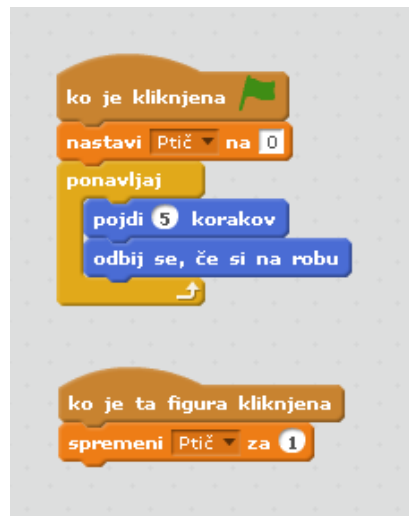 ko je kliknjena
nastavi Ptič na 0
ponavljaj
pojdi 5 korakov
odbij se, če si na robu
ko je ta figura kliknjena
spremeni Ptič za 1